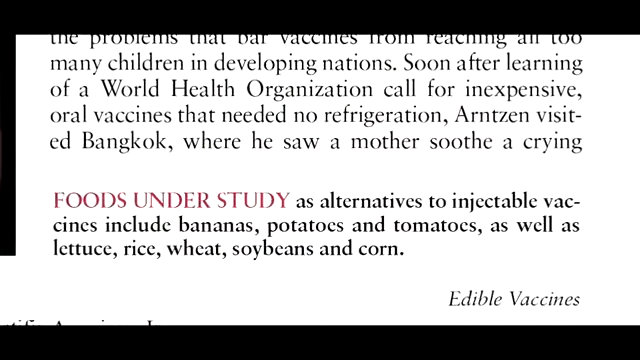 the problems that bar vaccines from reaching all too
many children in developing nations. Soon after learning
of a World Health Organization call for inexpensive,
oral vaccines that needed no refrigeration, Arntzen visit-
ed Bangkok, where he saw a mother soothe a crying
FOODS UNDER STUDY as alternatives to injectable vac-
cines include bananas, potatoes and tomatoes, as well as
lettuce, rice, wheat, soybeans and corn.
Edible Vaccines